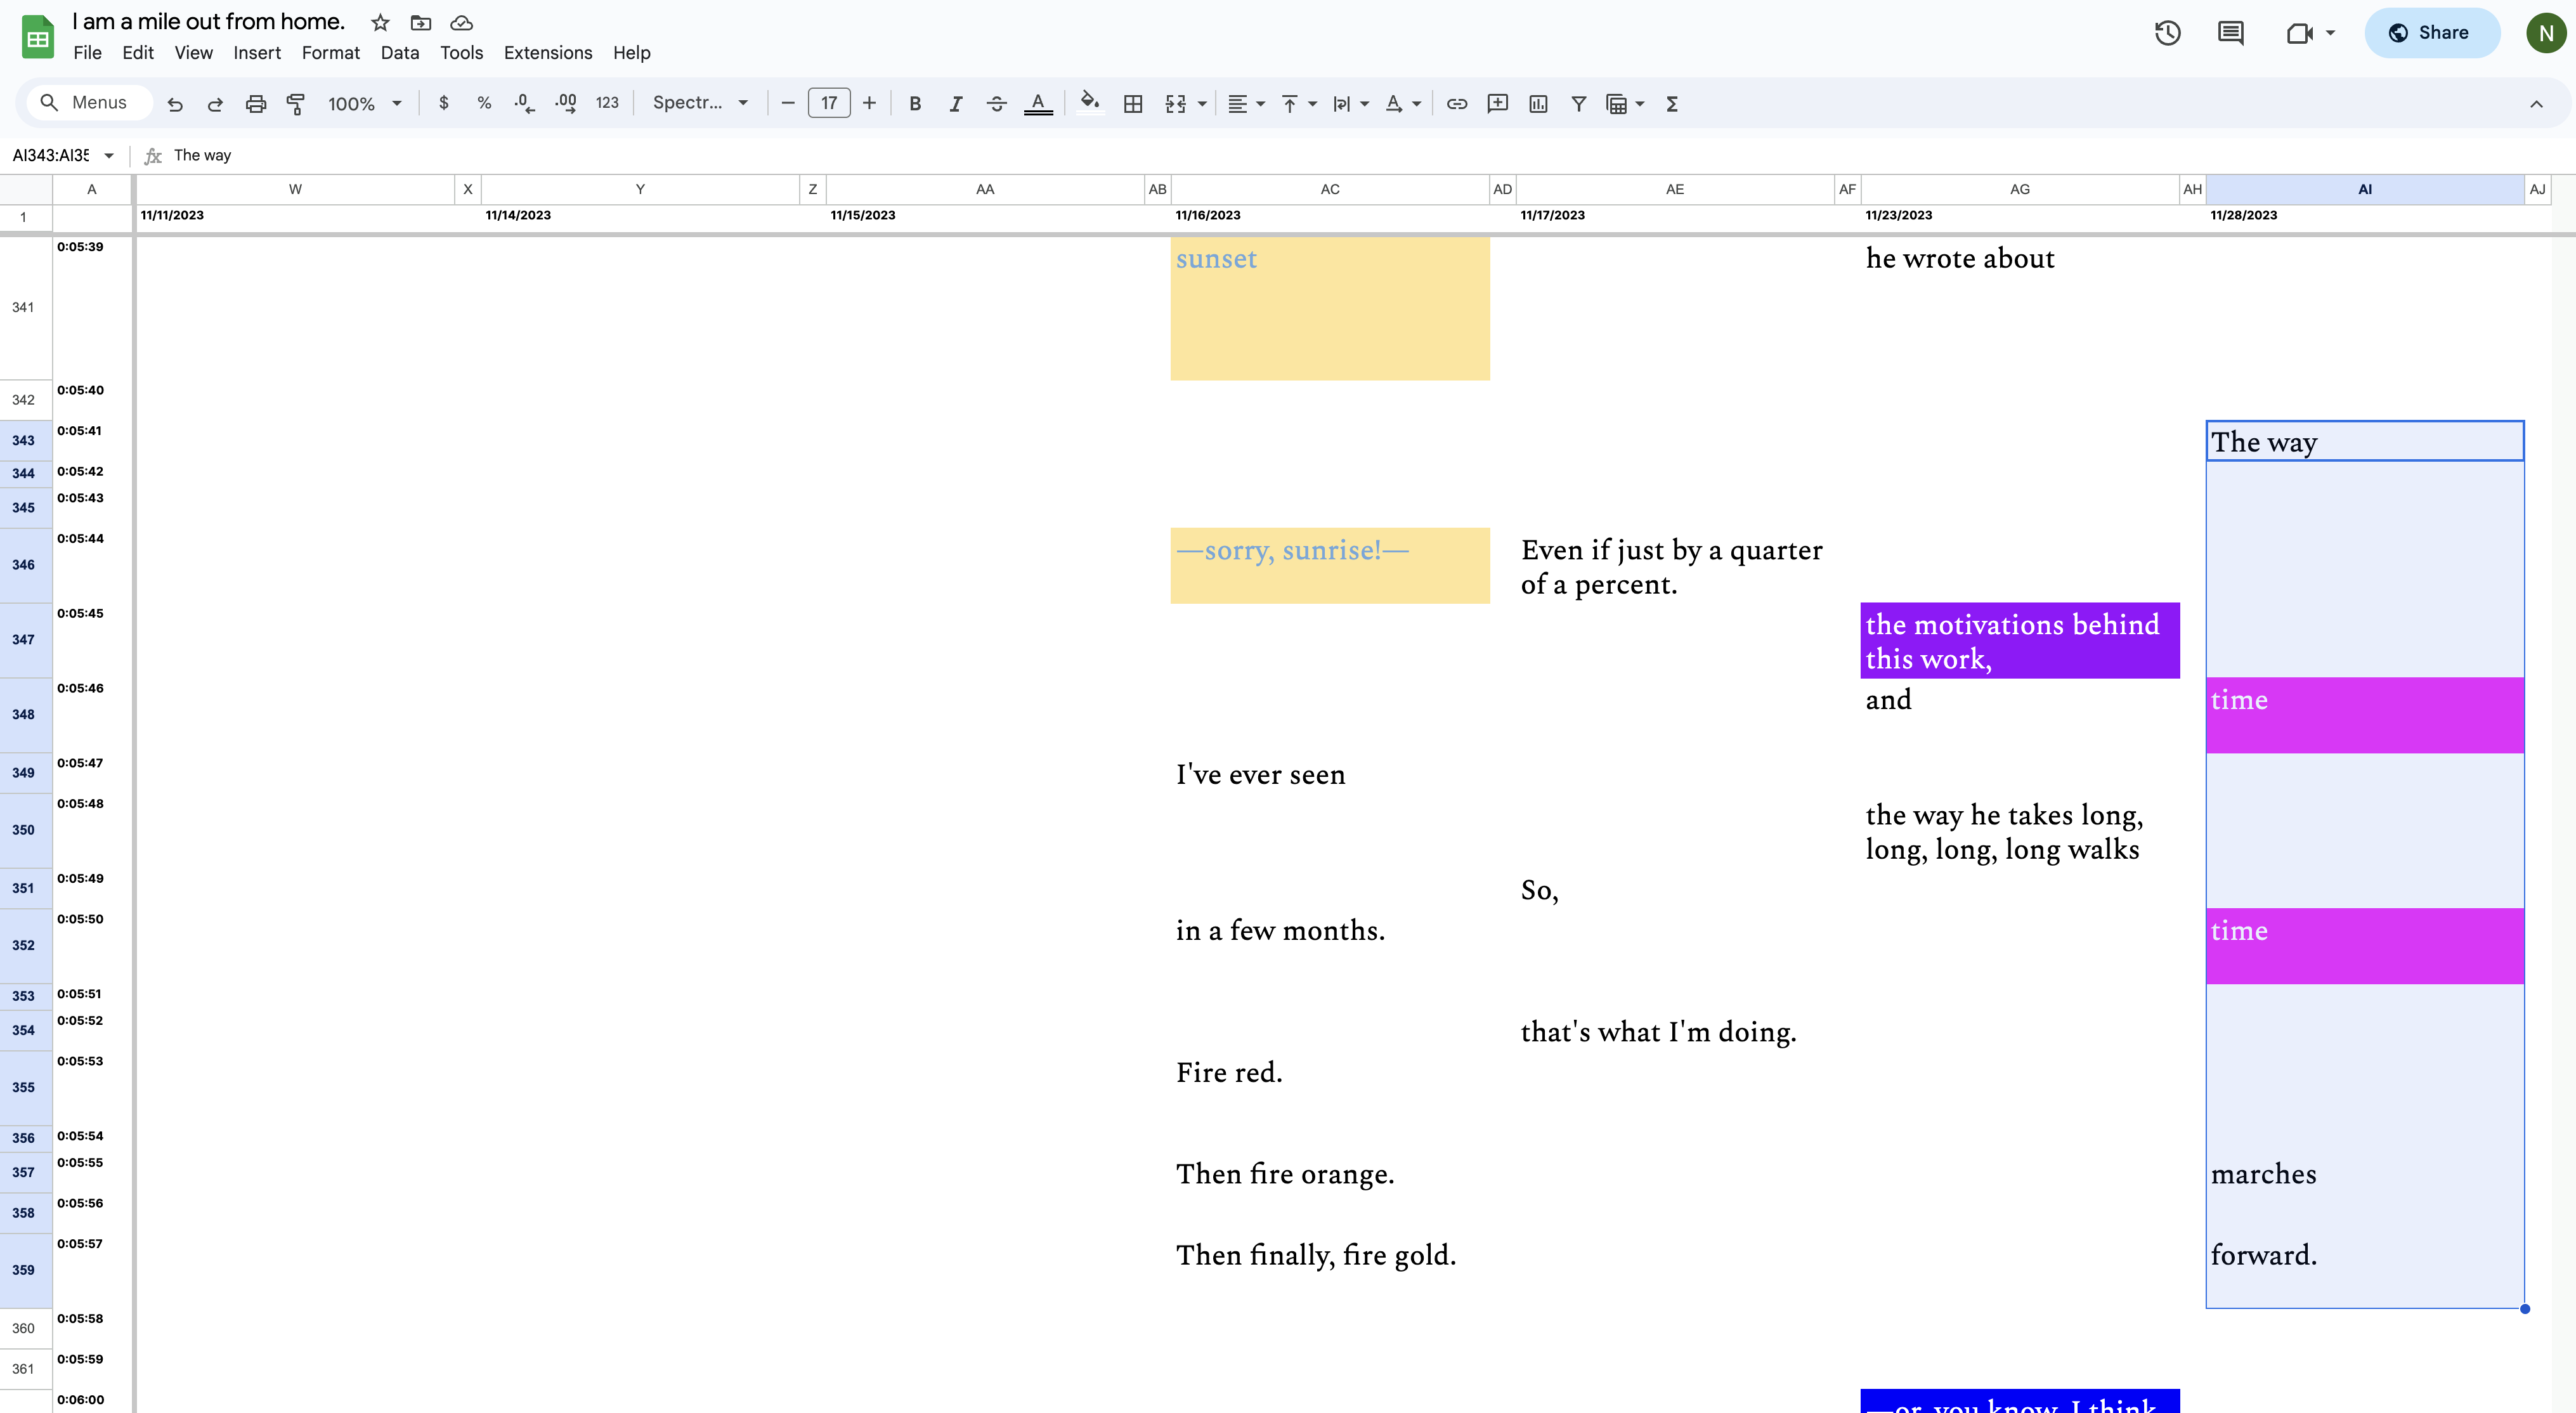 I am a mile out from home.
File Edit View Insert Format Data Tools Extensions Help
Share
N
Menus
100%
$ % .0 .00 123
Spectr...
17
B I A
AI343:AI35
fx The way
A W X Y Z AA AB AC AD AE AF AG AH AI AJ
1 11/11/2023 11/14/2023 11/15/2023 11/16/2023 11/17/2023 11/23/2023 11/28/2023
341 0:05:39 sunset he wrote about
342 0:05:40
343 0:05:41 The way
344 0:05:42
345 0:05:43
346 0:05:44 —sorry, sunrise!— Even if just by a quarter
of a percent.
347 0:05:45 the motivations behind
this work,
348 0:05:46 and time
349 0:05:47 I've ever seen
350 0:05:48 the way he takes long,
long, long, long walks
351 0:05:49 So,
352 0:05:50 in a few months. time
353 0:05:51
354 0:05:52 that's what I'm doing.
355 0:05:53 Fire red.
356 0:05:54
357 0:05:55 Then fire orange. marches
358 0:05:56
359 0:05:57 Then finally, fire gold. forward.
360 0:05:58
361 0:05:59
0:06:00 —or, you know, I think